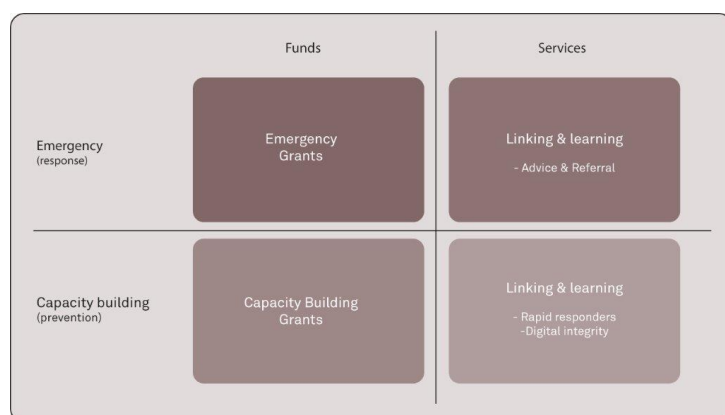 Funds
Services
Emergency
(response)
Emergency
Grants
Linking & learning
- Advice & Referral
Capacity building
(prevention)
Capacity Building
Grants
Linking & learning
- Rapid responders
-Digital integrity